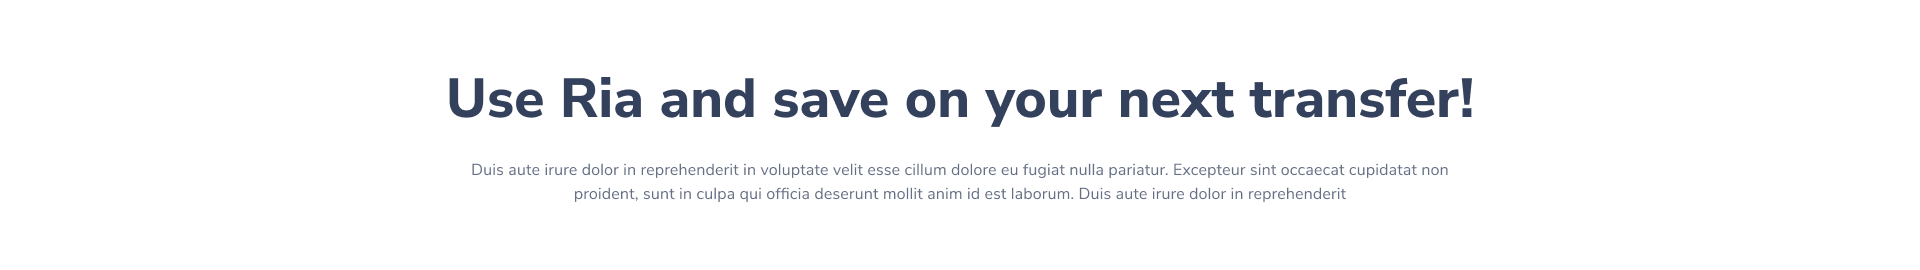 Use Ria and save on your next transfer!
Duis aute irure dolor in reprehenderit in voluptate velit esse cillum dolore eu fugiat nulla pariatur. Excepteur sint occaecat cupidatat non
proident, sunt in culpa qui officia deserunt mollit anim id est laborum. Duis aute irure dolor in reprehenderit